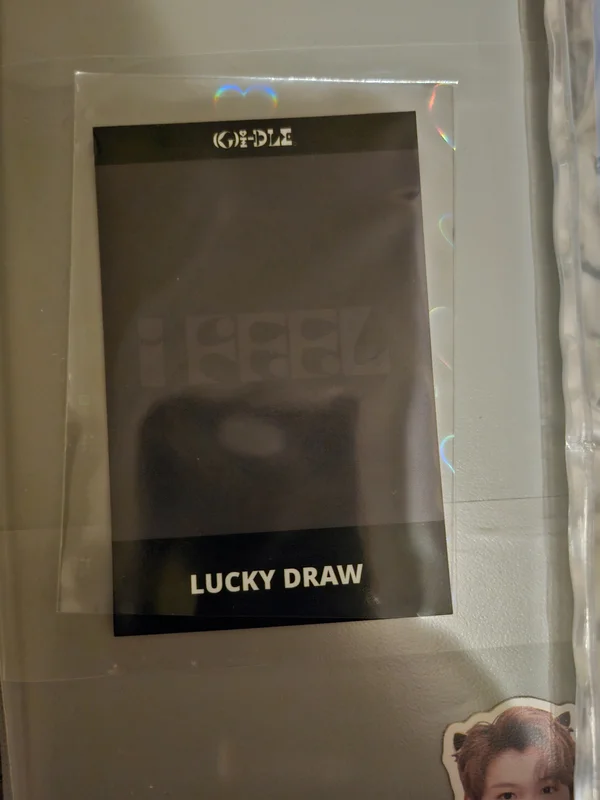 (G)I-DLE
I FEEL
LUCKY DRAW